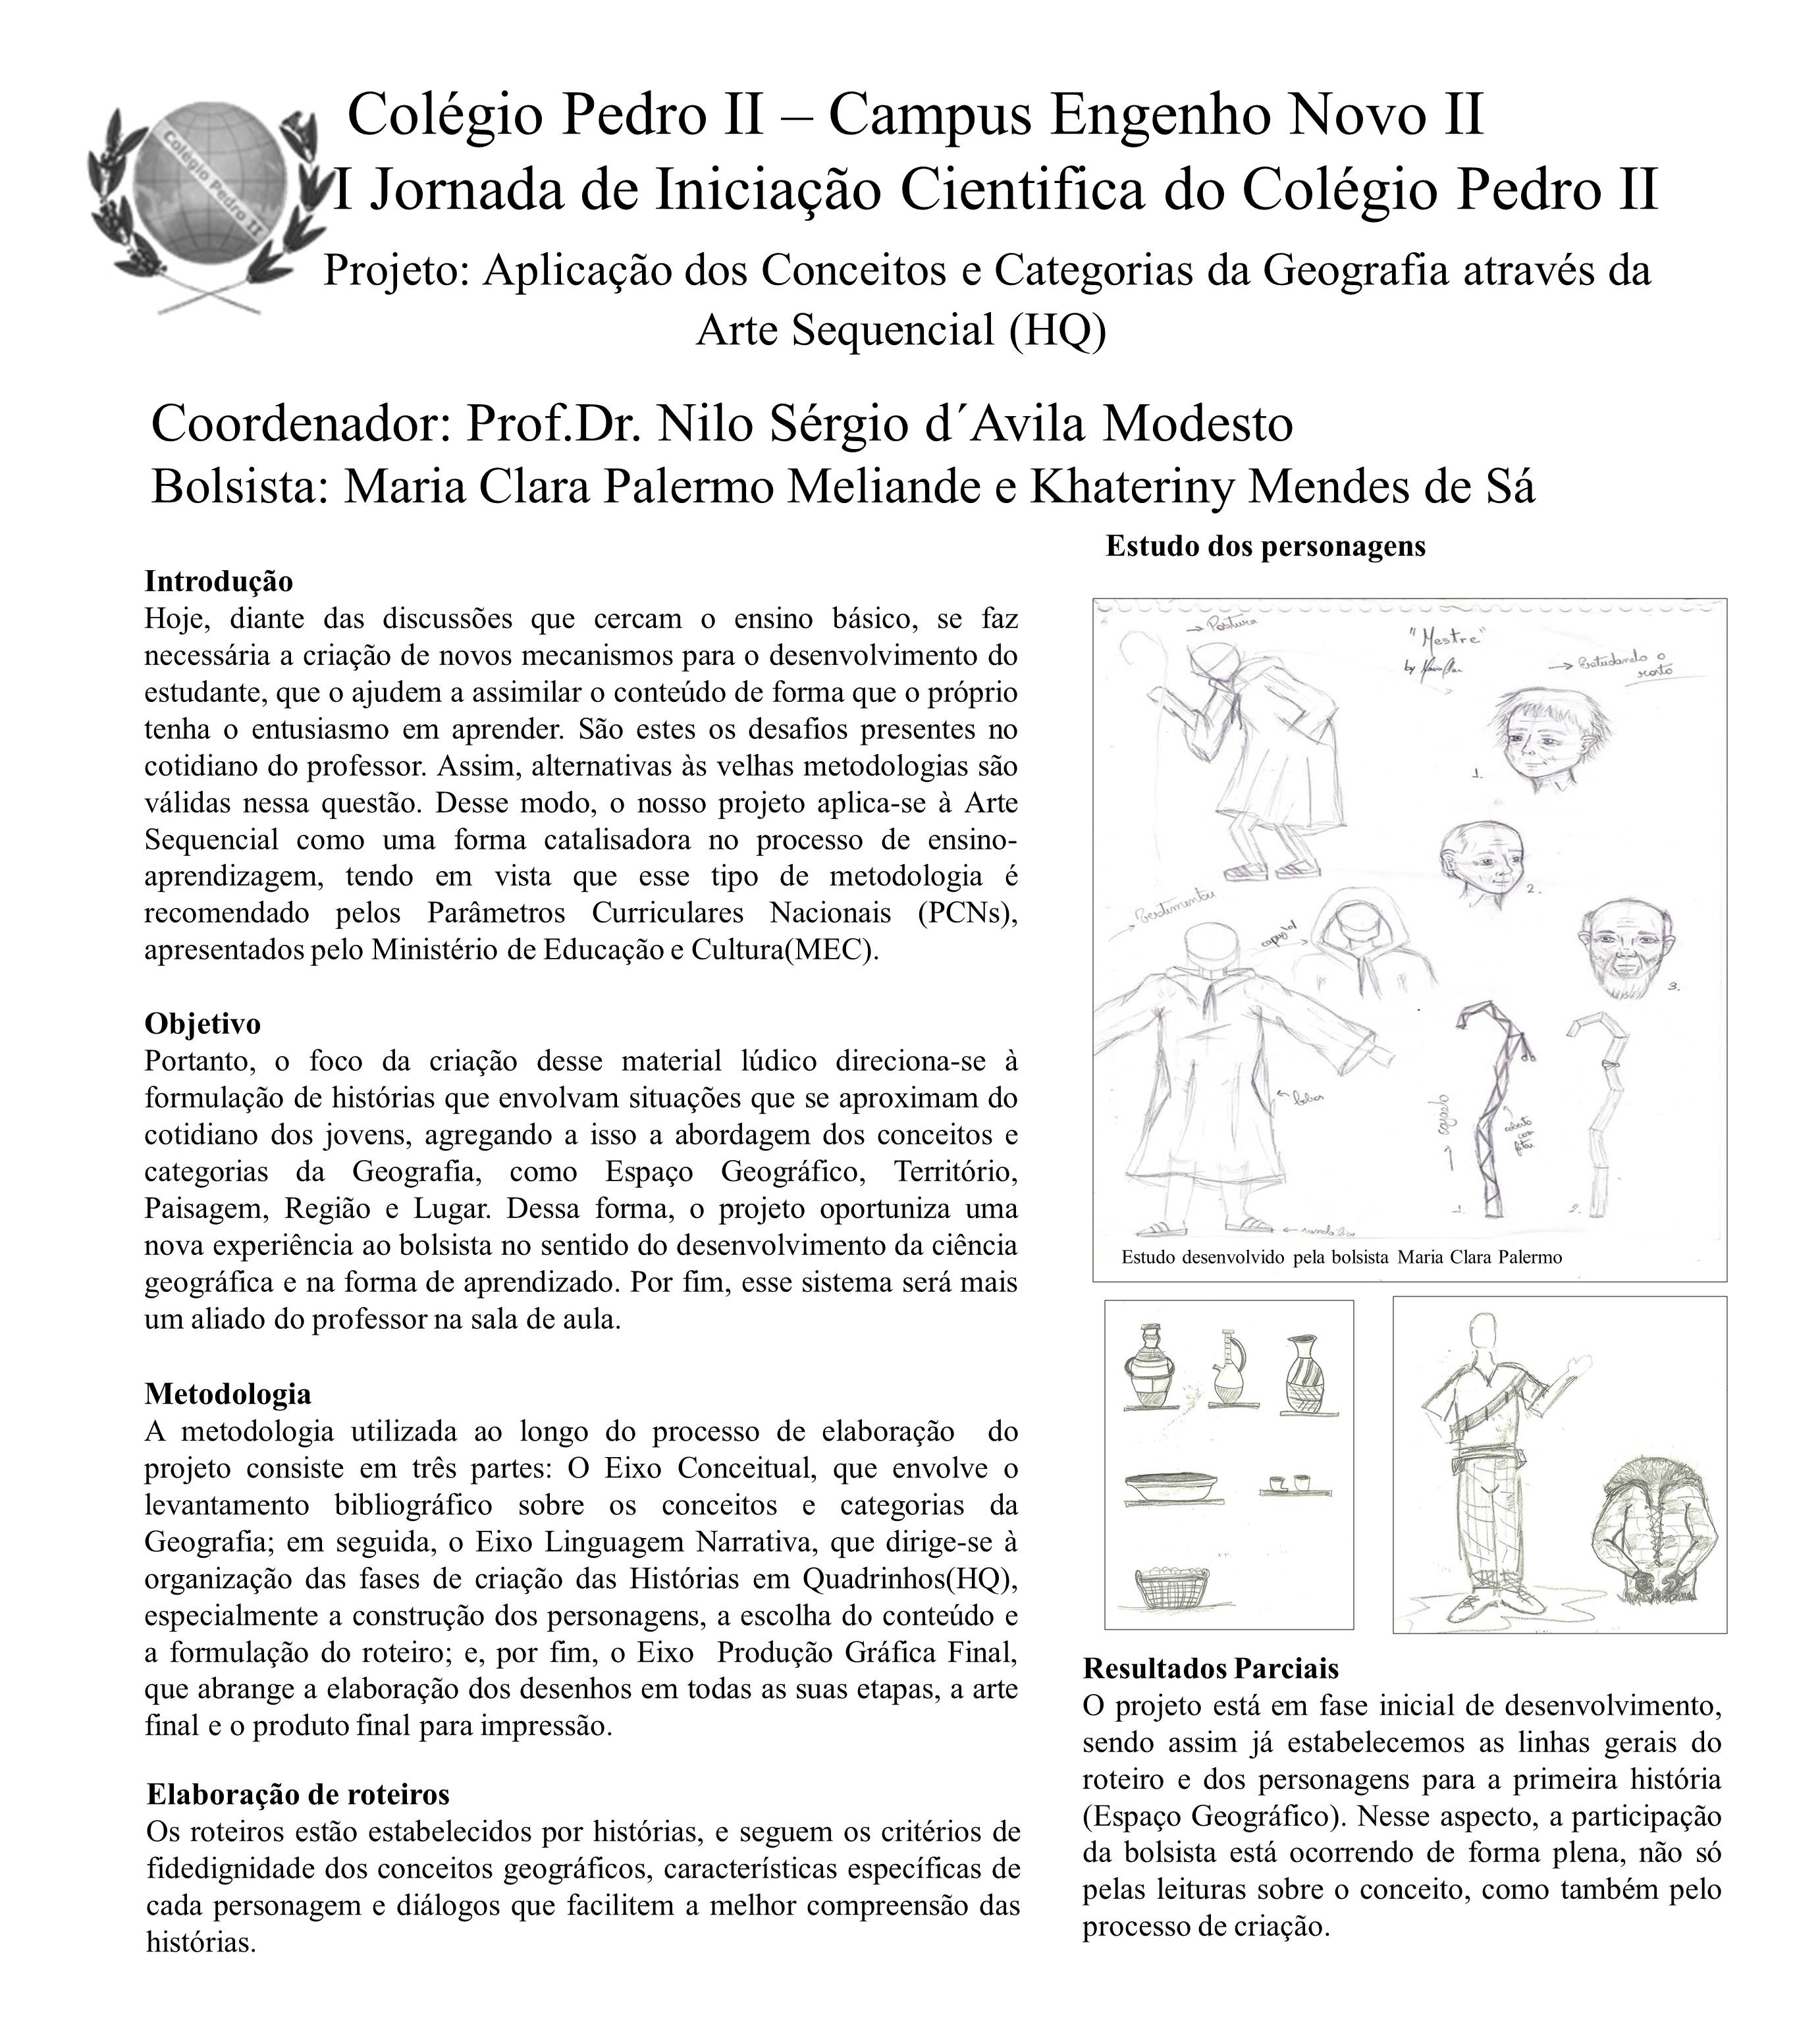 Colégio Pedro II
Colégio Pedro II – Campus Engenho Novo II
I Jornada de Iniciação Cientifica do Colégio Pedro II
Projeto: Aplicação dos Conceitos e Categorias da Geografia através da
Arte Sequencial (HQ)
Coordenador: Prof.Dr. Nilo Sérgio d´Avila Modesto
Bolsista: Maria Clara Palermo Meliande e Khateriny Mendes de Sá
Introdução
Hoje, diante das discussões que cercam o ensino básico, se faz
necessária a criação de novos mecanismos para o desenvolvimento do
estudante, que o ajudem a assimilar o conteúdo de forma que o próprio
tenha o entusiasmo em aprender. São estes os desafios presentes no
cotidiano do professor. Assim, alternativas às velhas metodologias são
válidas nessa questão. Desse modo, o nosso projeto aplica-se à Arte
Sequencial como uma forma catalisadora no processo de ensino-
aprendizagem, tendo em vista que esse tipo de metodologia é
recomendado pelos Parâmetros Curriculares Nacionais (PCNs),
apresentados pelo Ministério de Educação e Cultura(MEC).
Objetivo
Portanto, o foco da criação desse material lúdico direciona-se à
formulação de histórias que envolvam situações que se aproximam do
cotidiano dos jovens, agregando a isso a abordagem dos conceitos e
categorias da Geografia, como Espaço Geográfico, Território,
Paisagem, Região e Lugar. Dessa forma, o projeto oportuniza uma
nova experiência ao bolsista no sentido do desenvolvimento da ciência
geográfica e na forma de aprendizado. Por fim, esse sistema será mais
um aliado do professor na sala de aula.
Metodologia
A metodologia utilizada ao longo do processo de elaboração do
projeto consiste em três partes: O Eixo Conceitual, que envolve o
levantamento bibliográfico sobre os conceitos e categorias da
Geografia; em seguida, o Eixo Linguagem Narrativa, que dirige-se à
organização das fases de criação das Histórias em Quadrinhos(HQ),
especialmente a construção dos personagens, a escolha do conteúdo e
a formulação do roteiro; e, por fim, o Eixo Produção Gráfica Final,
que abrange a elaboração dos desenhos em todas as suas etapas, a arte
final e o produto final para impressão.
Elaboração de roteiros
Os roteiros estão estabelecidos por histórias, e seguem os critérios de
fidedignidade dos conceitos geográficos, características específicas de
cada personagem e diálogos que facilitem a melhor compreensão das
histórias.
Estudo dos personagens
→ Postura
"Mestre"
by
→ Estudando o
rosto
1.
2.
3.
→ Vestimenta
capuz
→ cajado
coberto
com
fitas
1.
2.
← sandálias
Estudo desenvolvido pela bolsista Maria Clara Palermo
Resultados Parciais
O projeto está em fase inicial de desenvolvimento,
sendo assim já estabelecemos as linhas gerais do
roteiro e dos personagens para a primeira história
(Espaço Geográfico). Nesse aspecto, a participação
da bolsista está ocorrendo de forma plena, não só
pelas leituras sobre o conceito, como também pelo
processo de criação.